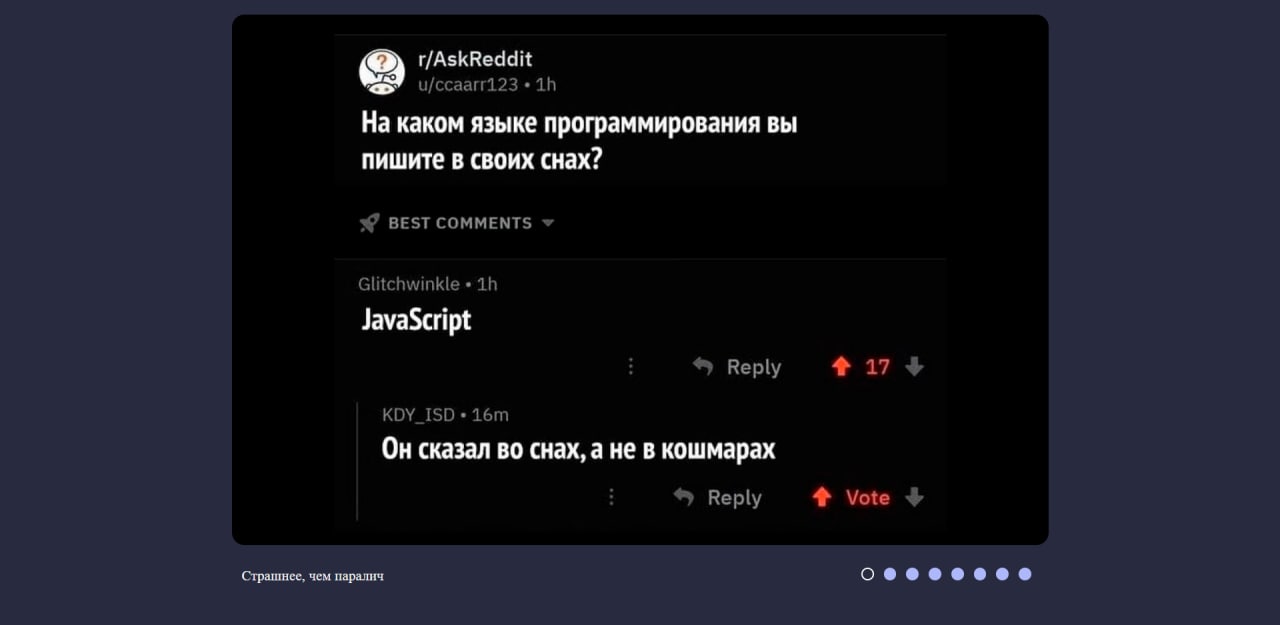 r/AskReddit
u/ccaarr123 • 1h
На каком языке программирования вы
пишите в своих снах?
BEST COMMENTS
Glitchwinkle • 1h
JavaScript
Reply 17
KDY_ISD • 16m
Он сказал во снах, а не в кошмарах
Reply Vote
Страшнее, чем паралич